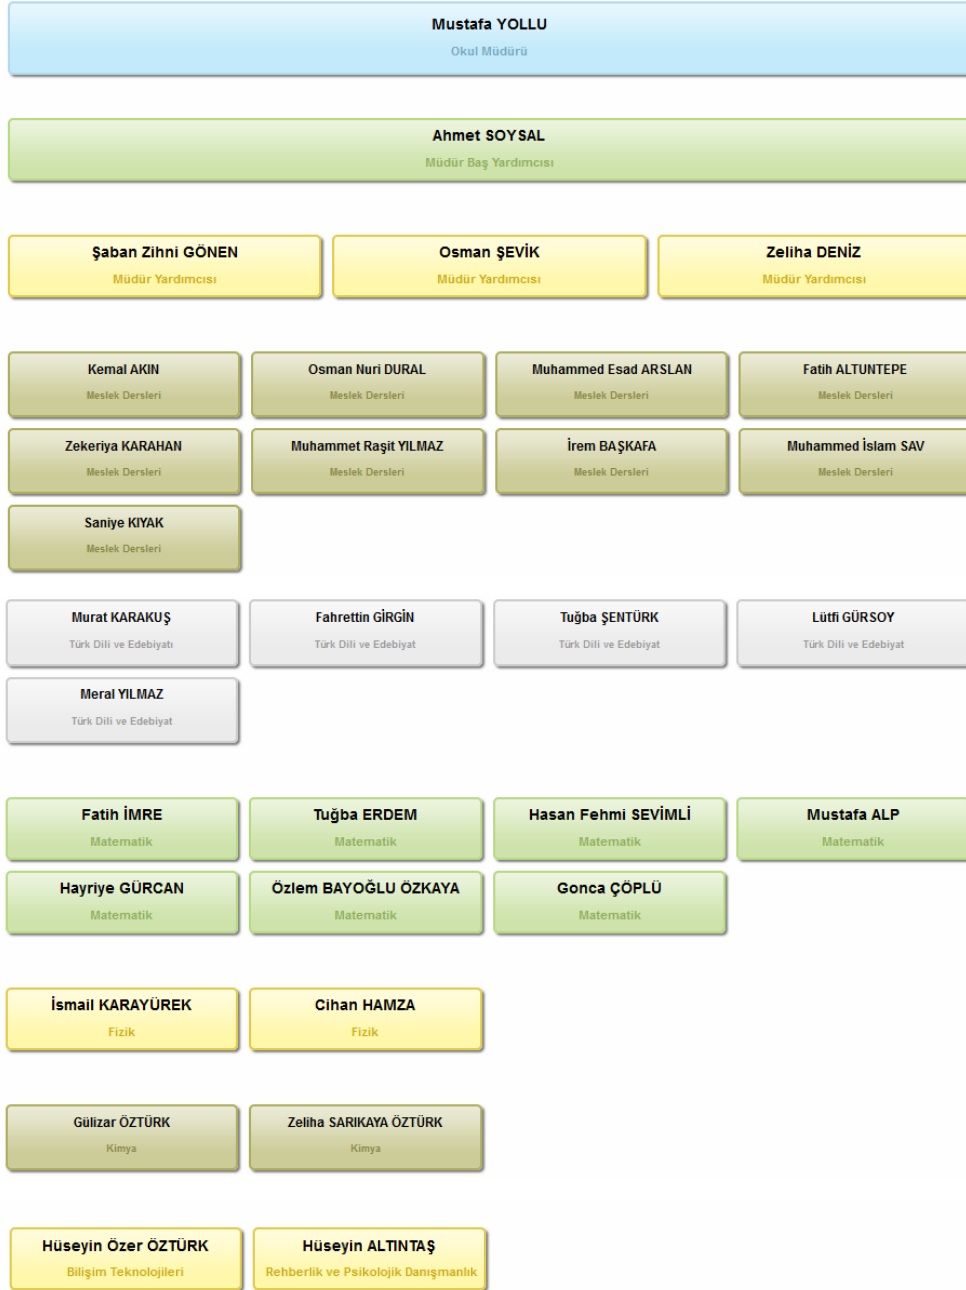 Mustafa YOLLU
Okul Müdürü
Ahmet SOYSAL
Müdür Baş Yardımcısı
Şaban Zihni GÖNEN
Müdür Yardımcısı
Osman ŞEVİK
Müdür Yardımcısı
Zeliha DENİZ
Müdür Yardımcısı
Kemal AKIN
Meslek Dersleri
Osman Nuri DURAL
Meslek Dersleri
Muhammed Esad ARSLAN
Meslek Dersleri
Fatih ALTUNTEPE
Meslek Dersleri
Zekeriya KARAHAN
Meslek Dersleri
Muhammet Raşit YILMAZ
Meslek Dersleri
İrem BAŞKAFA
Meslek Dersleri
Muhammed İslam SAV
Meslek Dersleri
Saniye KIYAK
Meslek Dersleri
Murat KARAKUŞ
Türk Dili ve Edebiyatı
Fahrettin GİRGİN
Türk Dili ve Edebiyat
Tuğba ŞENTÜRK
Türk Dili ve Edebiyat
Lütfi GÜRSOY
Türk Dili ve Edebiyat
Meral YILMAZ
Türk Dili ve Edebiyat
Fatih İMRE
Matematik
Tuğba ERDEM
Matematik
Hasan Fehmi SEVİMLİ
Matematik
Mustafa ALP
Matematik
Hayriye GÜRCAN
Matematik
Özlem BAYOĞLU ÖZKAYA
Matematik
Gonca ÇÖPLÜ
Matematik
İsmail KARAYÜREK
Fizik
Cihan HAMZA
Fizik
Gülizar ÖZTÜRK
Kimya
Zeliha SARIKAYA ÖZTÜRK
Kimya
Hüseyin Özer ÖZTÜRK
Bilişim Teknolojileri
Hüseyin ALTINTAŞ
Rehberlik ve Psikolojik Danışmanlık